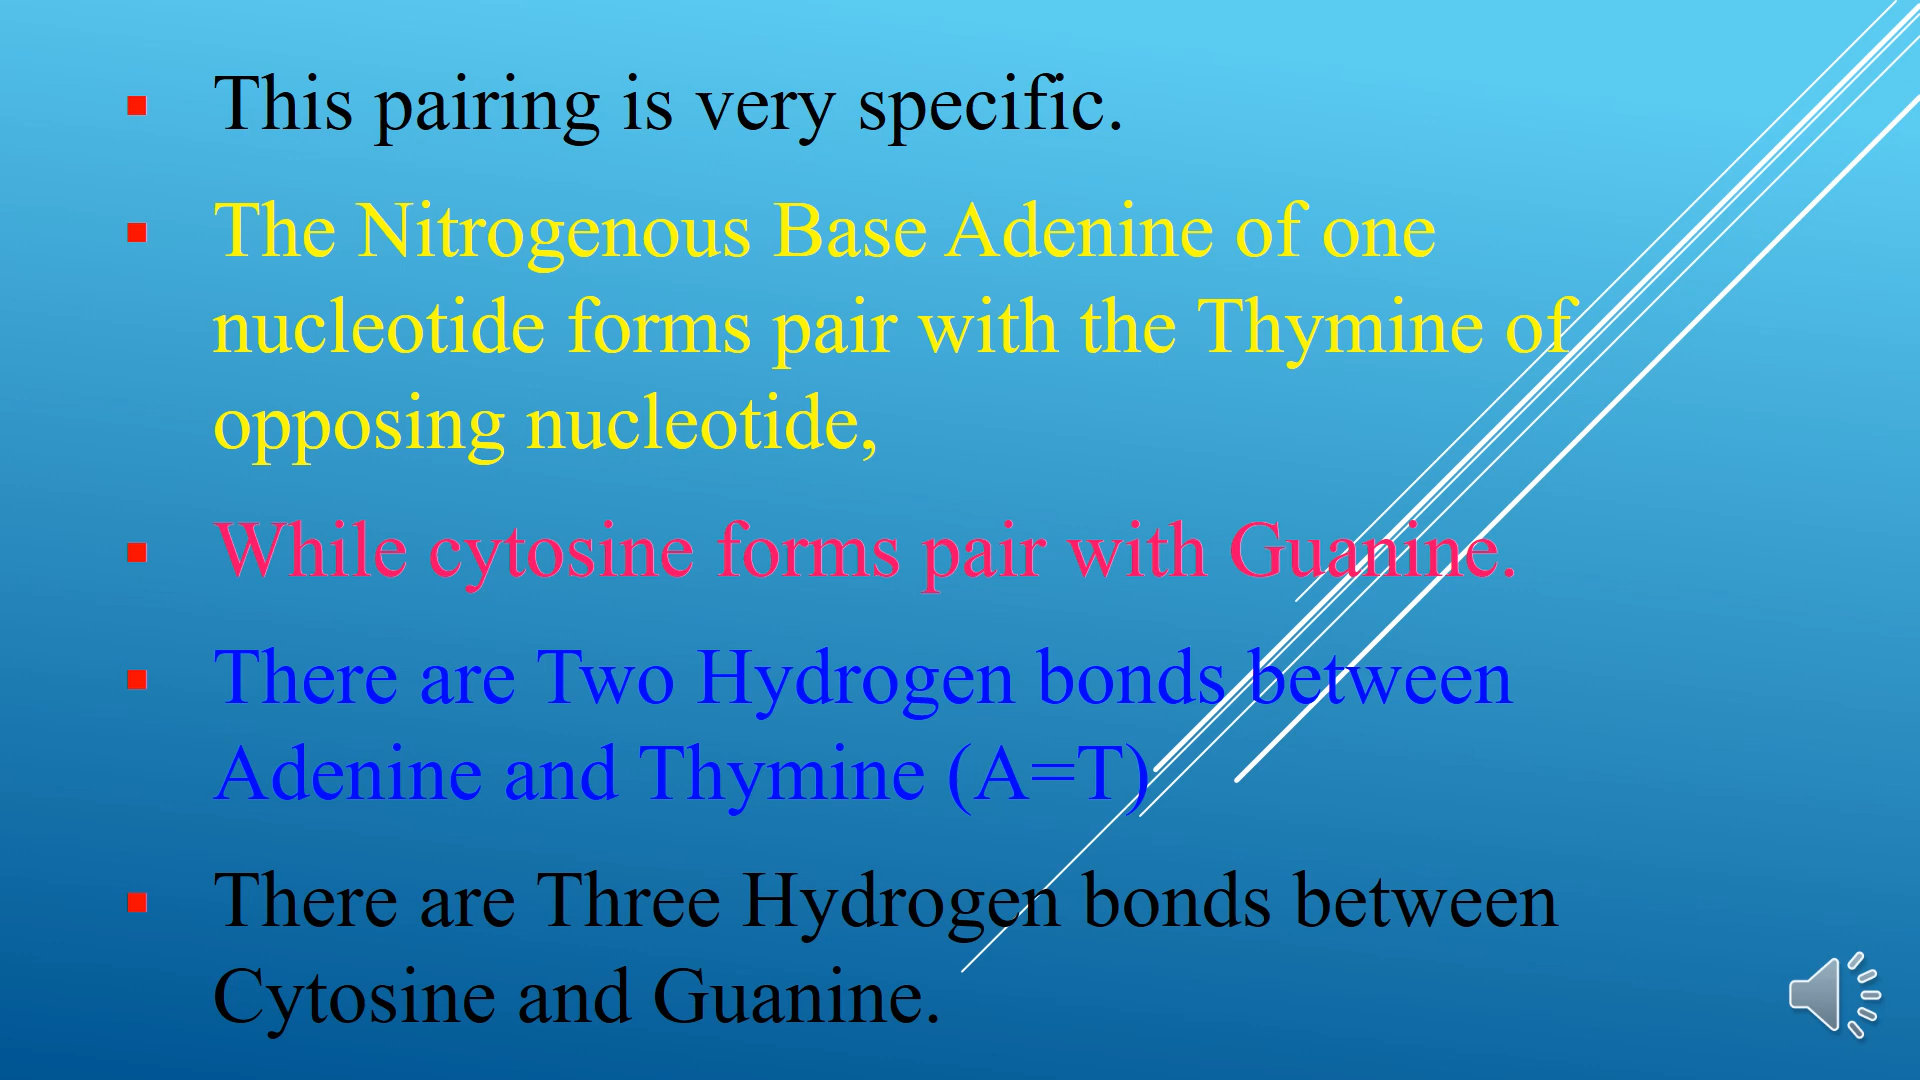 ▪ This pairing is very specific.
▪ The Nitrogenous Base Adenine of one
nucleotide forms pair with the Thymine of
opposing nucleotide,
▪ While cytosine forms pair with Guanine.
▪ There are Two Hydrogen bonds between
Adenine and Thymine (A=T)
▪ There are Three Hydrogen bonds between
Cytosine and Guanine.